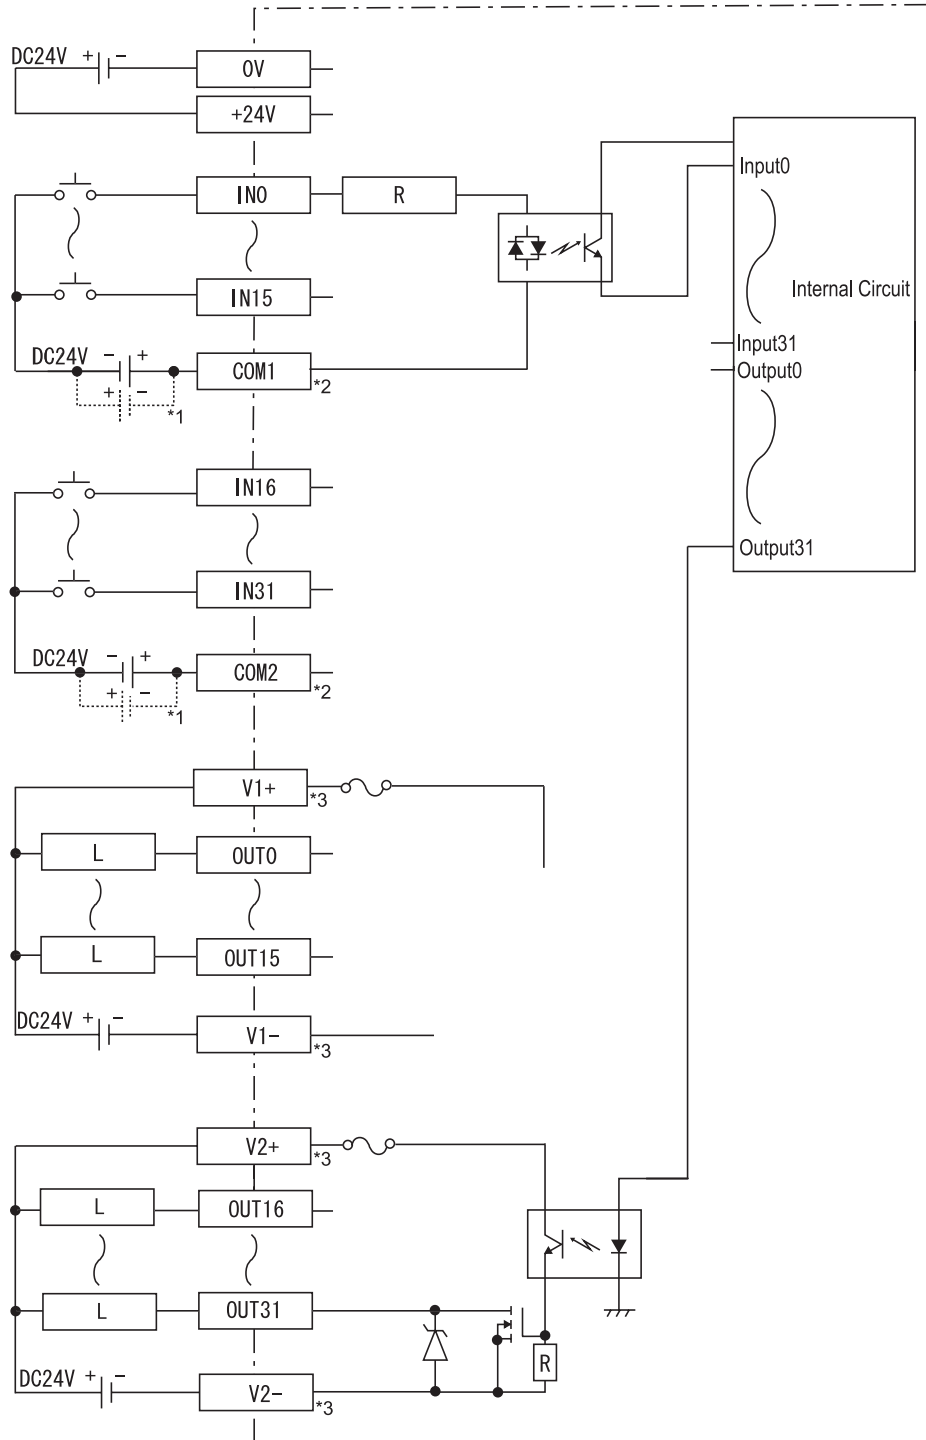 DC24V + −
0V
+24V
IN0
R
Input0
IN15
Internal Circuit
Input31
DC24V − +
COM1
*2
Output0
+ −
*1
IN16
Output31
IN31
DC24V − +
COM2
*2
+ −
*1
V1+
*3
L
OUT0
L
OUT15
DC24V + −
V1−
*3
V2+
*3
L
OUT16
L
OUT31
R
DC24V + −
V2−
*3